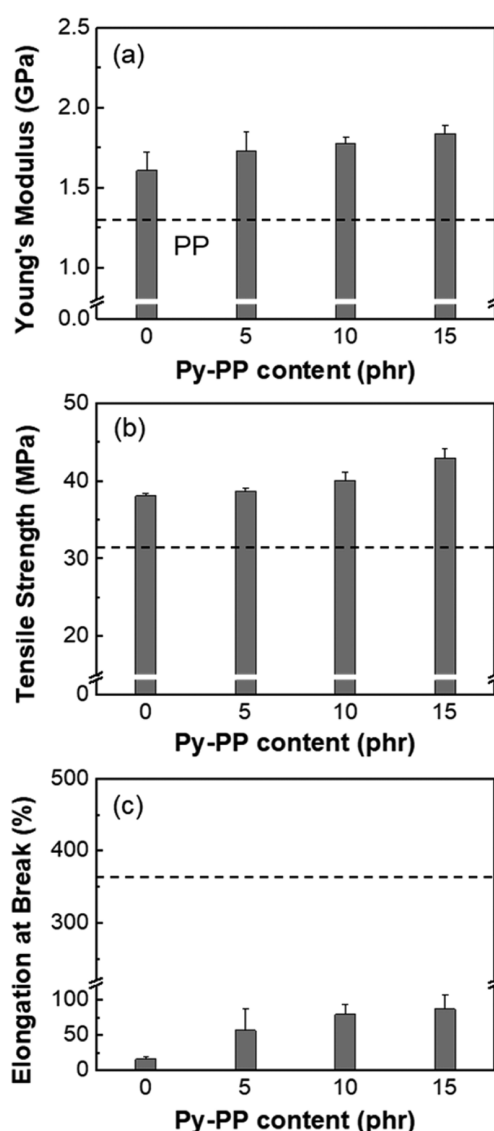 (a)
Young's Modulus (GPa)
2.5
2.0
1.5
1.0
0.0
PP
0 5 10 15
Py-PP content (phr)
(b)
Tensile Strength (MPa)
50
40
30
20
0
0 5 10 15
Py-PP content (phr)
(c)
Elongation at Break (%)
500
400
300
100
50
0
0 5 10 15
Py-PP content (phr)